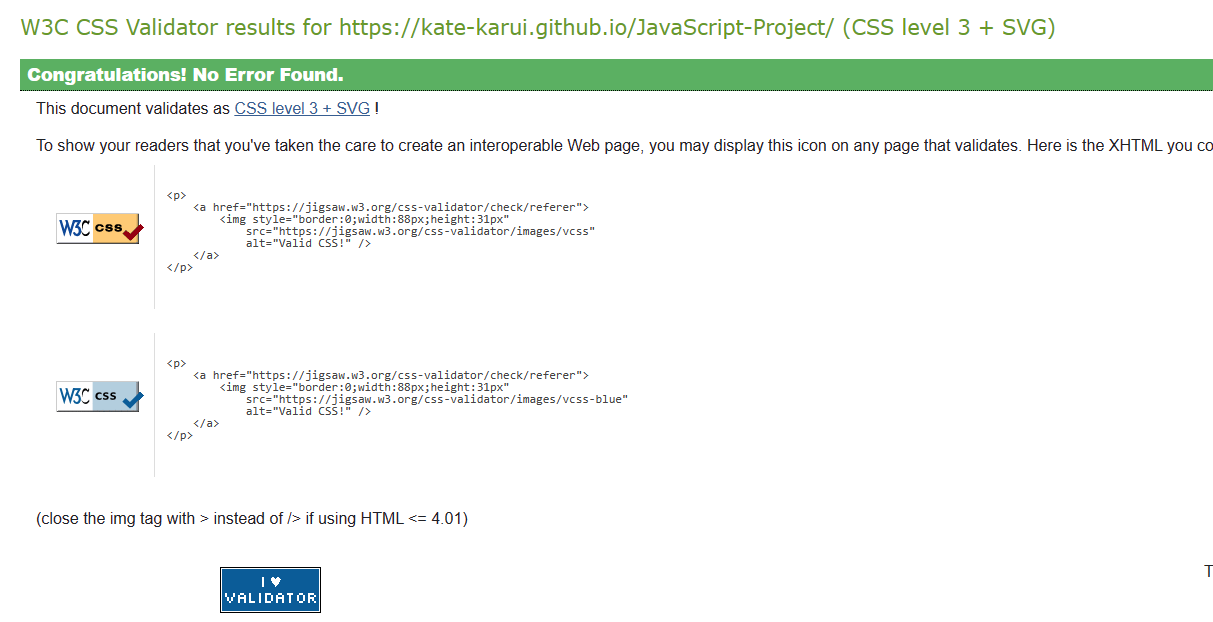 W3C CSS Validator results for https://kate-karui.github.io/JavaScript-Project/ (CSS level 3 + SVG)
Congratulations! No Error Found.
This document validates as CSS level 3 + SVG !
To show your readers that you've taken the care to create an interoperable Web page, you may display this icon on any page that validates. Here is the XHTML you co
W3C css
<p>
<a href="https://jigsaw.w3.org/css-validator/check/referer">
<img style="border:0;width:88px;height:31px"
src="https://jigsaw.w3.org/css-validator/images/vcss"
alt="Valid CSS!" />
</a>
</p>
W3C css
<p>
<a href="https://jigsaw.w3.org/css-validator/check/referer">
<img style="border:0;width:88px;height:31px"
src="https://jigsaw.w3.org/css-validator/images/vcss-blue"
alt="Valid CSS!" />
</a>
</p>
(close the img tag with > instead of /> if using HTML <= 4.01)
I ♥
VALIDATOR
T